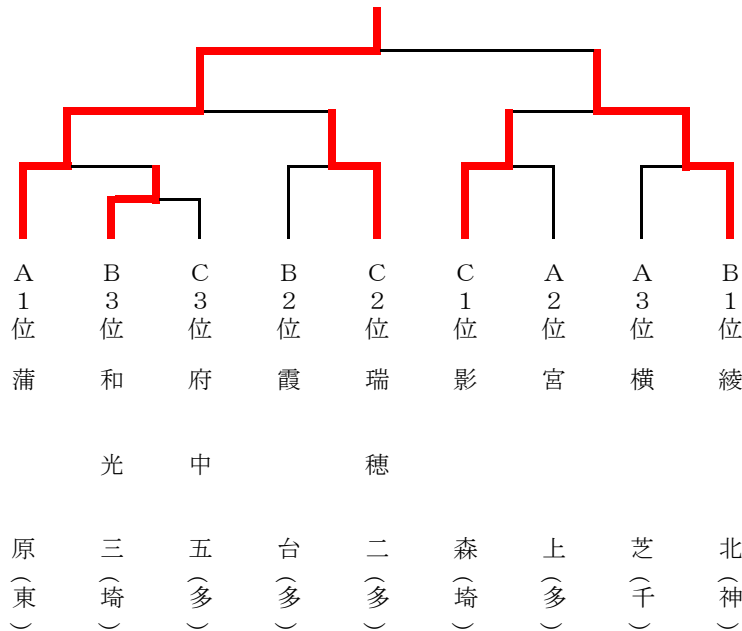 A1位 蒲原(東)
B3位 和光三(埼)
C3位 府中五(多)
B2位 霞台(多)
C2位 瑞穂二(多)
C1位 影森(埼)
A2位 宮上(多)
A3位 横芝(千)
B1位 綾北(神)